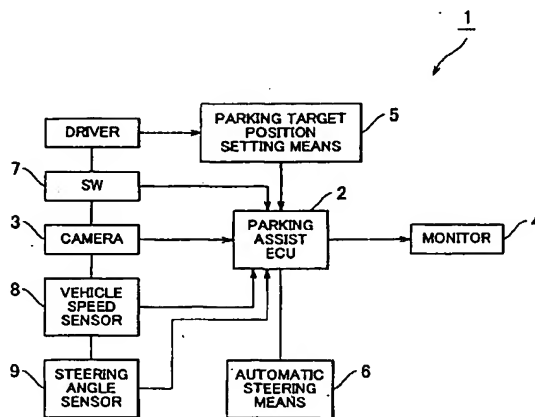 1
DRIVER
PARKING TARGET
POSITION
SETTING MEANS
5
7
SW
2
3
CAMERA
PARKING
ASSIST
ECU
MONITOR
4
8
VEHICLE
SPEED
SENSOR
9
STEERING
ANGLE
SENSOR
AUTOMATIC
STEERING
MEANS
6